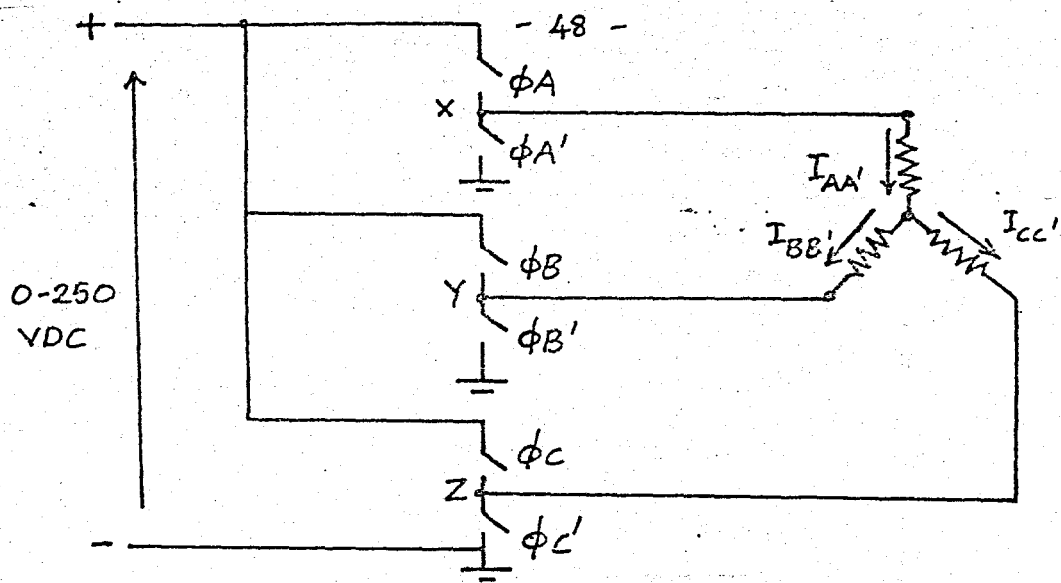 +
- 48 -
ϕA
X
ϕA'
I_AA'
I_BB'
I_CC'
ϕB
0-250
VDC
Y
ϕB'
ϕC
Z
ϕC'
-